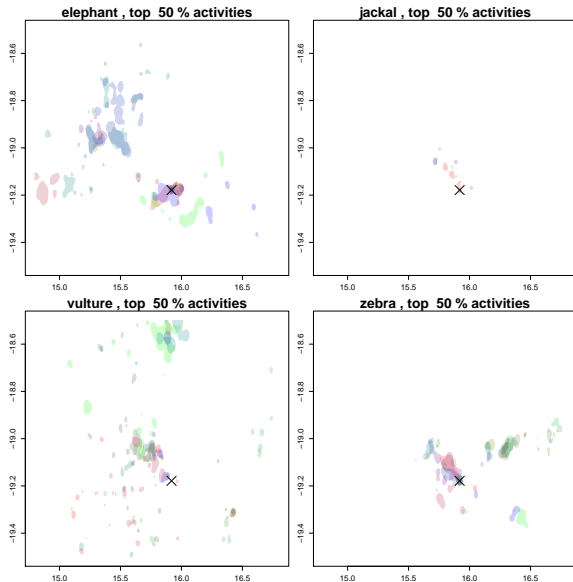 elephant , top 50 % activities
−18.6
−18.8
−19.0
−19.2
−19.4
15.0 15.5 16.0 16.5
jackal , top 50 % activities
−18.6
−18.8
−19.0
−19.2
−19.4
15.0 15.5 16.0 16.5
vulture , top 50 % activities
−18.6
−18.8
−19.0
−19.2
−19.4
15.0 15.5 16.0 16.5
zebra , top 50 % activities
−18.6
−18.8
−19.0
−19.2
−19.4
15.0 15.5 16.0 16.5